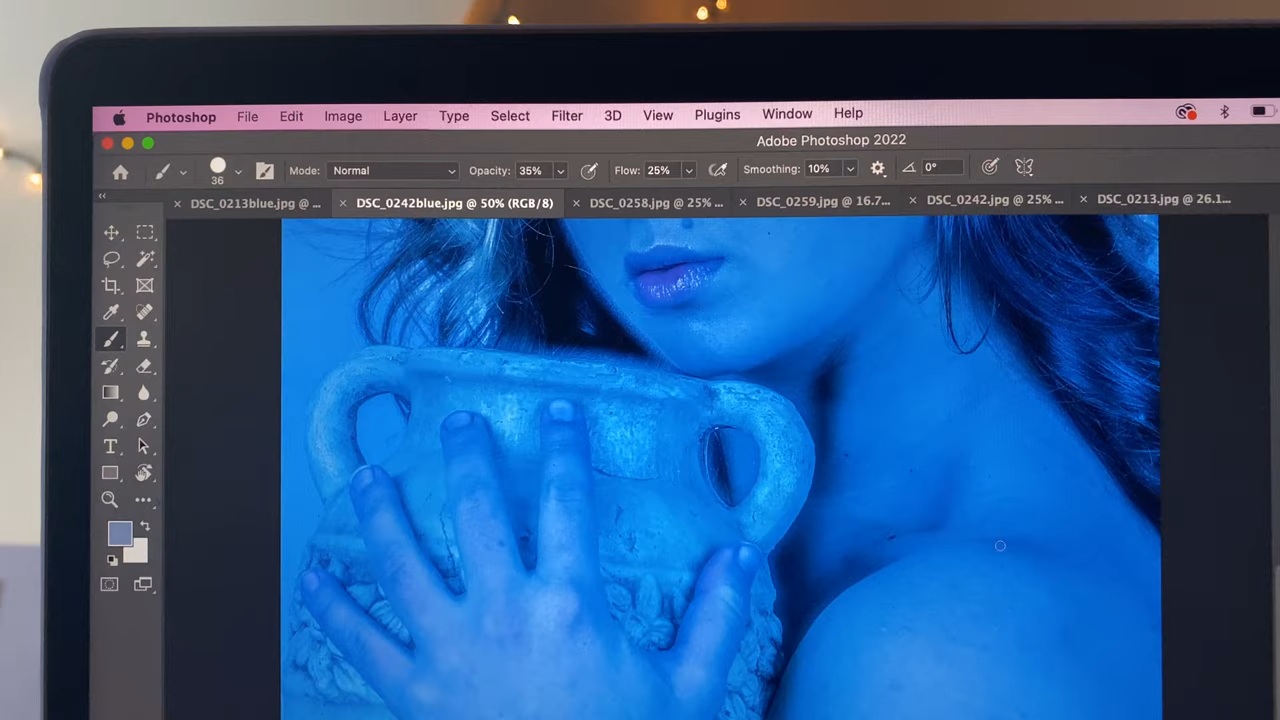 Photoshop File Edit Image Layer Type Select Filter 3D View Plugins Window Help
Adobe Photoshop 2022
36 Mode: Normal Opacity: 35% Flow: 25% Smoothing: 10% 0°
DSC_0213blue.jpg @ ... DSC_0242blue.jpg @ 50% (RGB/8) DSC_0258.jpg @ 25% ... DSC_0259.jpg @ 16.7... DSC_0242.jpg @ 25% ... DSC_0213.jpg @ 26.1...